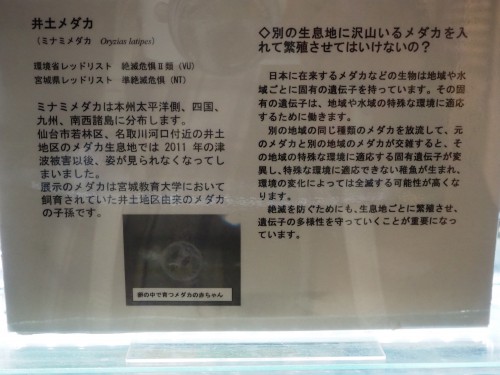 井土メダカ
(ミナミメダカ Oryzias latipes)
環境省レッドリスト 絶滅危惧Ⅱ類 (VU)
宮城県レッドリスト 準絶滅危惧 (NT)
ミナミメダカは本州太平洋側、四国、
九州、南西諸島に分布します。
仙台市若林区、名取川河口付近の井土
地区のメダカ生息地では 2011 年の津
波被害以後、姿が見られなくなってし
まいました。
展示のメダカは宮城教育大学において
飼育されていた井土地区由来のメダカ
の子孫です。
卵の中で育つメダカの赤ちゃん
◇別の生息地に沢山いるメダカを入
れて繁殖させてはいけないの?
日本に在来するメダカなどの生物は地域や水
域ごとに固有の遺伝子を持っています。その固
有の遺伝子は、地域や水域の特殊な環境に適応
するために働きます。
別の地域の同じ種類のメダカを放流して、元
のメダカと別の地域のメダカが交雑すると、そ
の地域の特殊な環境に適応する固有遺伝子が変
異し、特殊な環境に適応できない稚魚が生まれ、
環境の変化によっては全滅する可能性が高くな
ります。
絶滅を防ぐためにも、生息地ごとに繁殖させ、
遺伝子の多様性を守っていくことが重要になっ
ています。